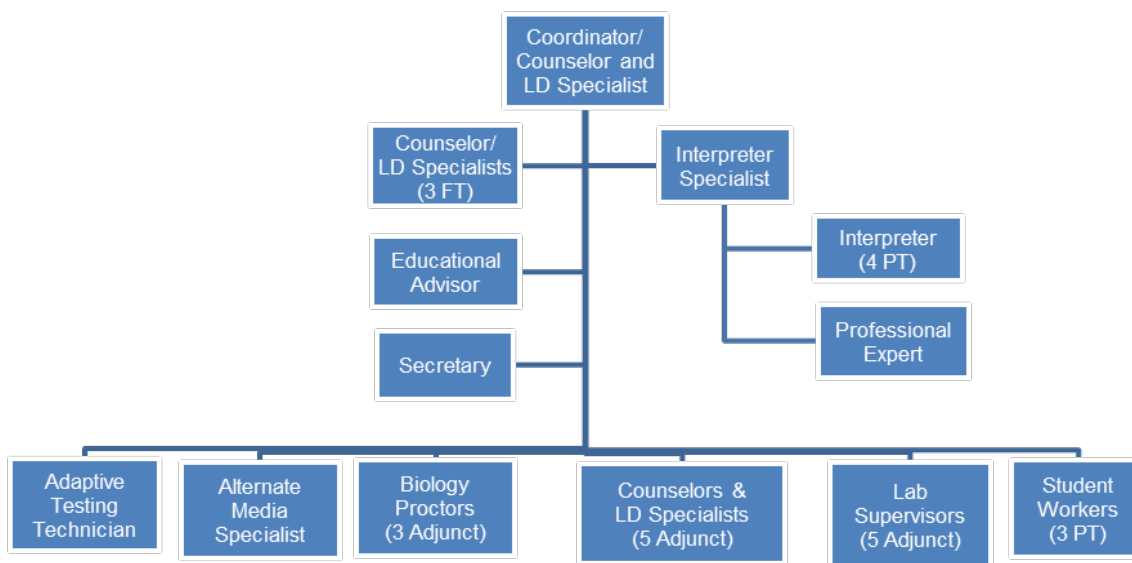 Coordinator/
Counselor and
LD Specialist
Counselor/
LD Specialists
(3 FT)
Interpreter
Specialist
Interpreter
(4 PT)
Educational
Advisor
Professional
Expert
Secretary
Adaptive
Testing
Technician
Alternate
Media
Specialist
Biology
Proctors
(3 Adjunct)
Counselors &
LD Specialists
(5 Adjunct)
Lab
Supervisors
(5 Adjunct)
Student
Workers
(3 PT)